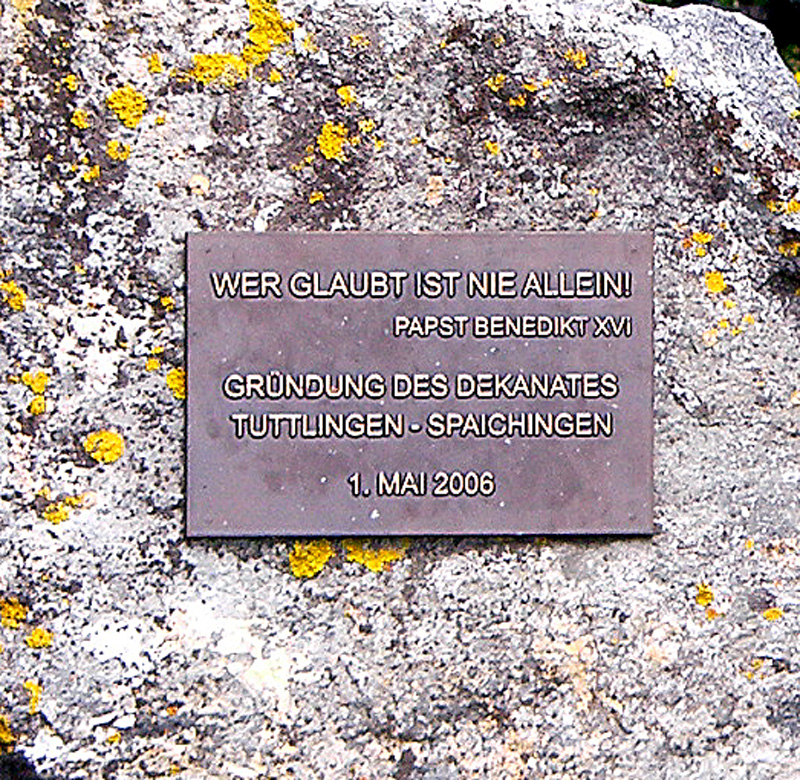 WER GLAUBT IST NIE ALLEIN!
PAPST BENEDIKT XVI
GRÜNDUNG DES DEKANATES
TUTTLINGEN - SPAICHINGEN
1. MAI 2006